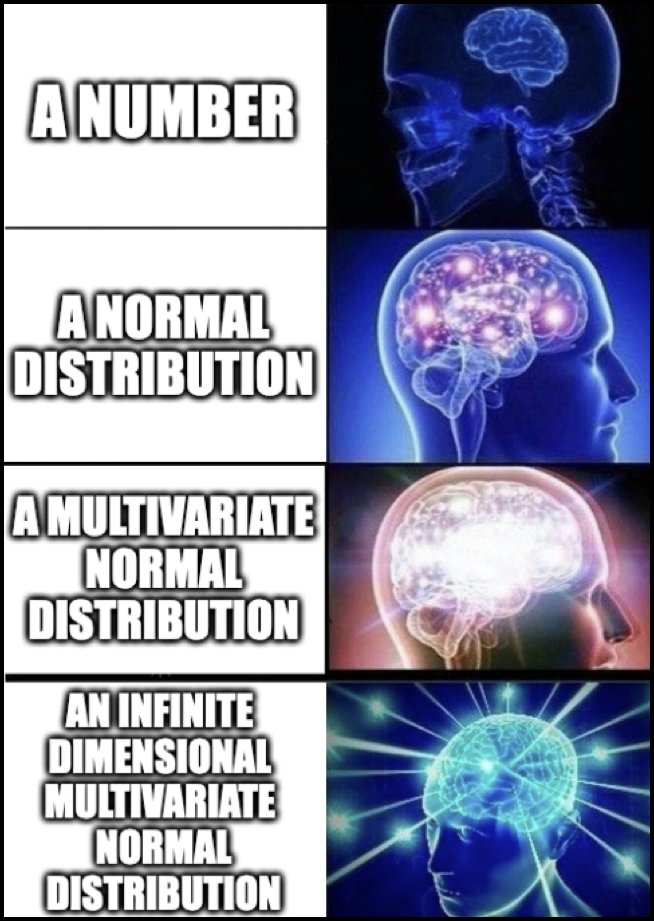 A NUMBER
A NORMAL
DISTRIBUTION
A MULTIVARIATE
NORMAL
DISTRIBUTION
AN INFINITE
DIMENSIONAL
MULTIVARIATE
NORMAL
DISTRIBUTION